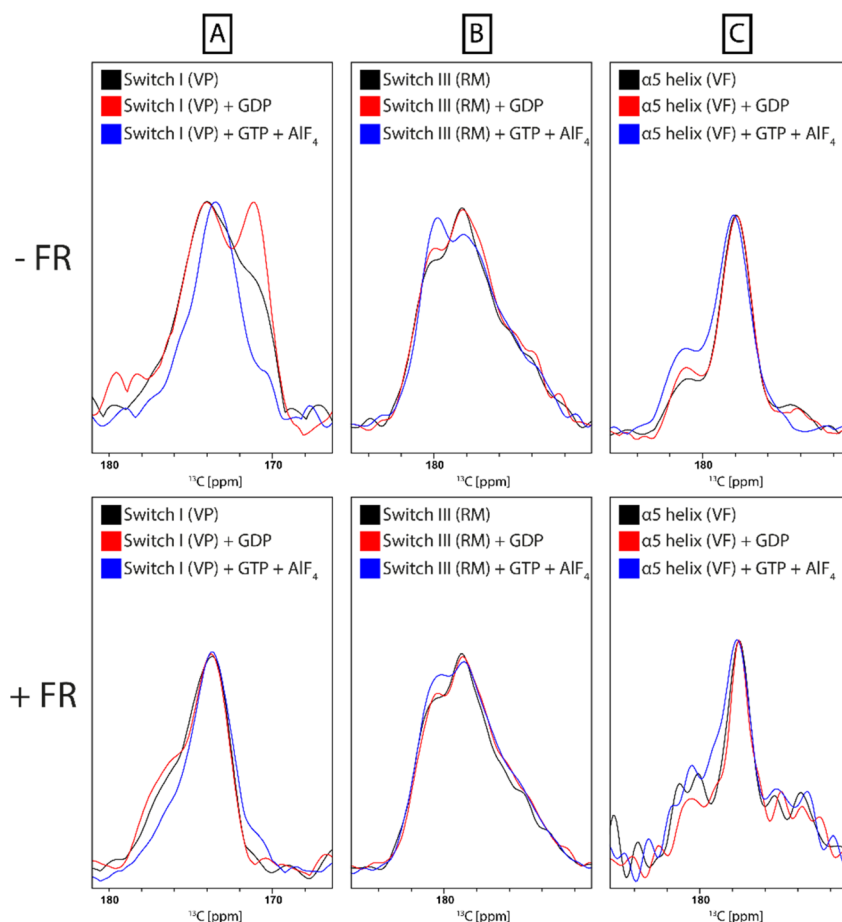 A
B
C
Switch I (VP)
Switch I (VP) + GDP
Switch I (VP) + GTP + AlF4
Switch III (RM)
Switch III (RM) + GDP
Switch III (RM) + GTP + AlF4
α5 helix (VF)
α5 helix (VF) + GDP
α5 helix (VF) + GTP + AlF4
- FR
180 170
13C [ppm]
180
13C [ppm]
180
13C [ppm]
Switch I (VP)
Switch I (VP) + GDP
Switch I (VP) + GTP + AlF4
Switch III (RM)
Switch III (RM) + GDP
Switch III (RM) + GTP + AlF4
α5 helix (VF)
α5 helix (VF) + GDP
α5 helix (VF) + GTP + AlF4
+ FR
180 170
13C [ppm]
180
13C [ppm]
180
13C [ppm]